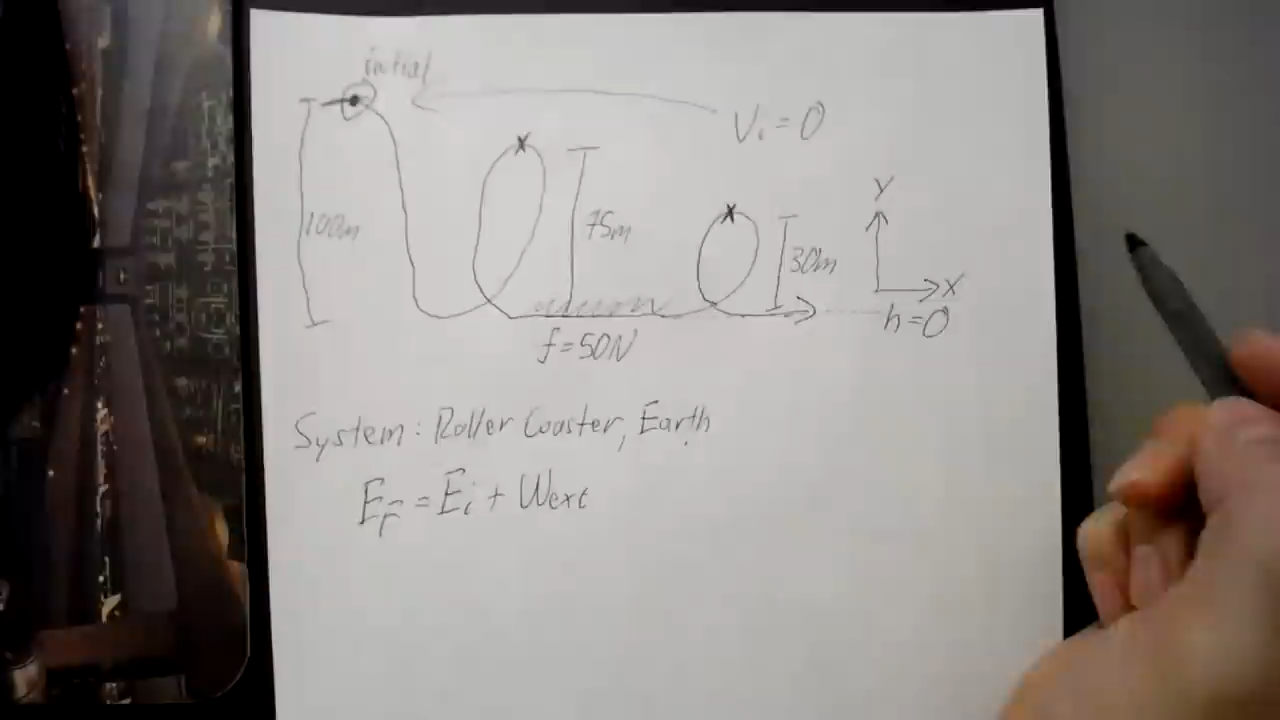 initial
Vi = 0
Y
100m
75m
30m
X
h=0
f=50N
System: Roller Coaster, Earth
EF = Ei + Wext